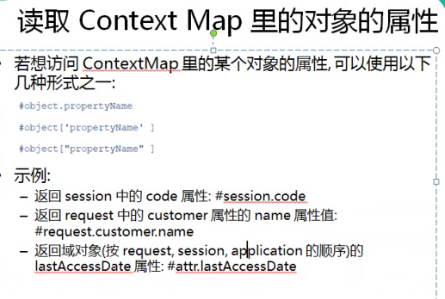 读取 Context Map 里的对象的属性
若想访问 ContextMap 里的某个对象的属性, 可以使用以下
几种形式之一:
#object.propertyName
#object['propertyName' ]
#object["propertyName" ]
示例:
– 返回 session 中的 code 属性: #session.code
– 返回 request 中的 customer 属性的 name 属性值:
#request.customer.name
– 返回域对象(按 request, session, application 的顺序)的
lastAccessDate 属性: #attr.lastAccessDate